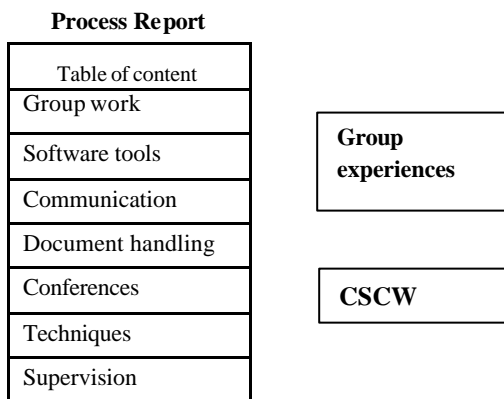 Process Report
Table of content
Group work
Software tools
Communication
Document handling
Conferences
Techniques
Supervision
Group
experiences
CSCW